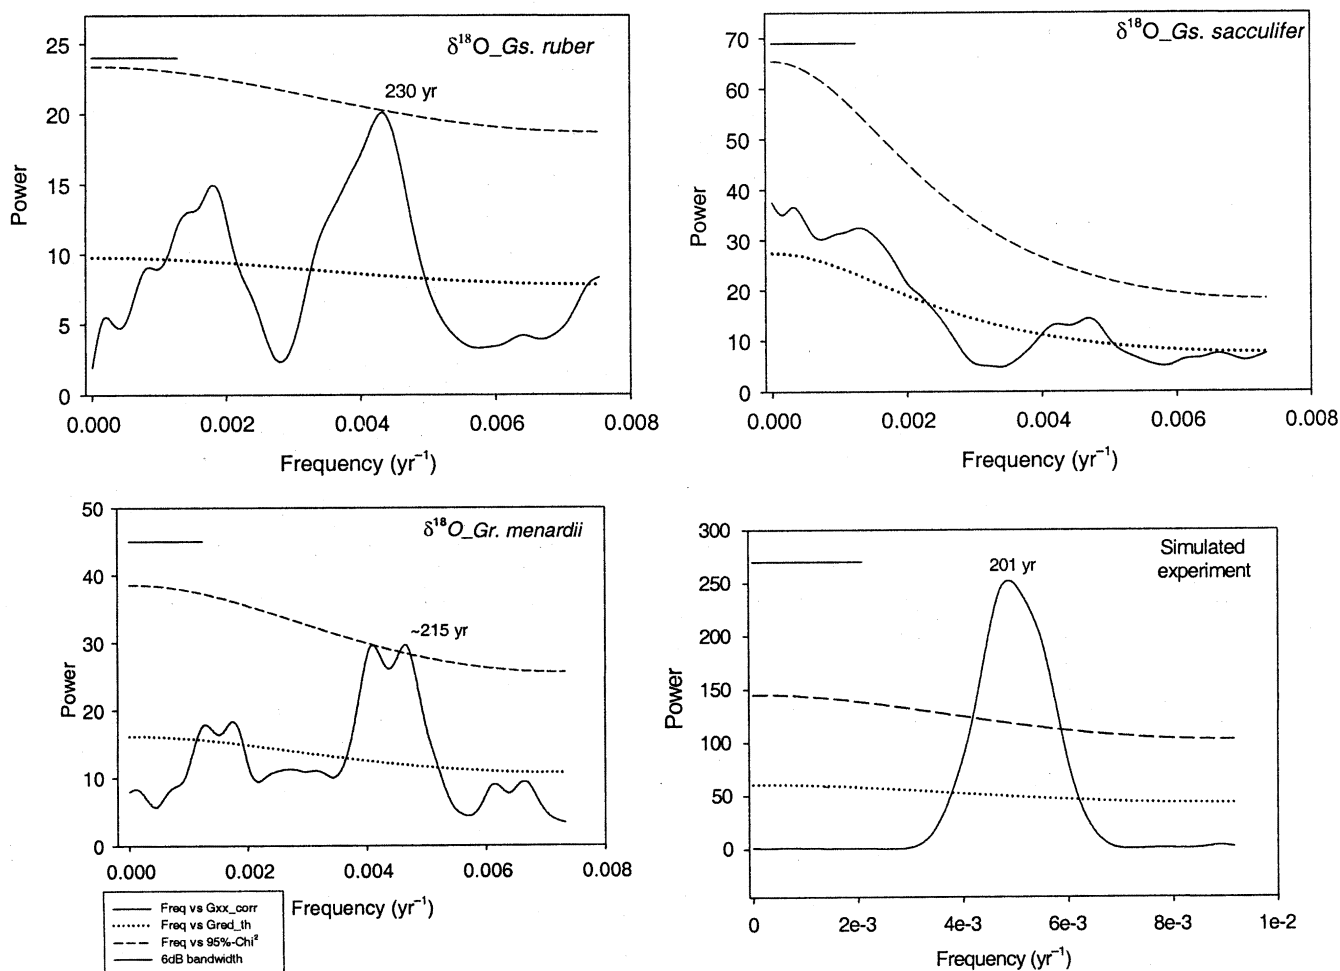 δ¹⁸O_Gs. ruber
25
20
15
10
5
0
Power
230 yr
0.000 0.002 0.004 0.006 0.008
Frequency (yr⁻¹)
δ¹⁸O_Gs. sacculifer
70
60
50
40
30
20
10
0
Power
0.000 0.002 0.004 0.006 0.008
Frequency (yr⁻¹)
δ¹⁸O_Gr. menardii
50
40
30
20
10
0
Power
~215 yr
0.000 0.002 0.004 0.006 0.008
Frequency (yr⁻¹)
Freq vs Gxx_corr
Freq vs Gred_th
Freq vs 95%-Chi²
6dB bandwidth
Simulated
experiment
300
250
200
150
100
50
0
Power
201 yr
0 2e-3 4e-3 6e-3 8e-3 1e-2
Frequency (yr⁻¹)